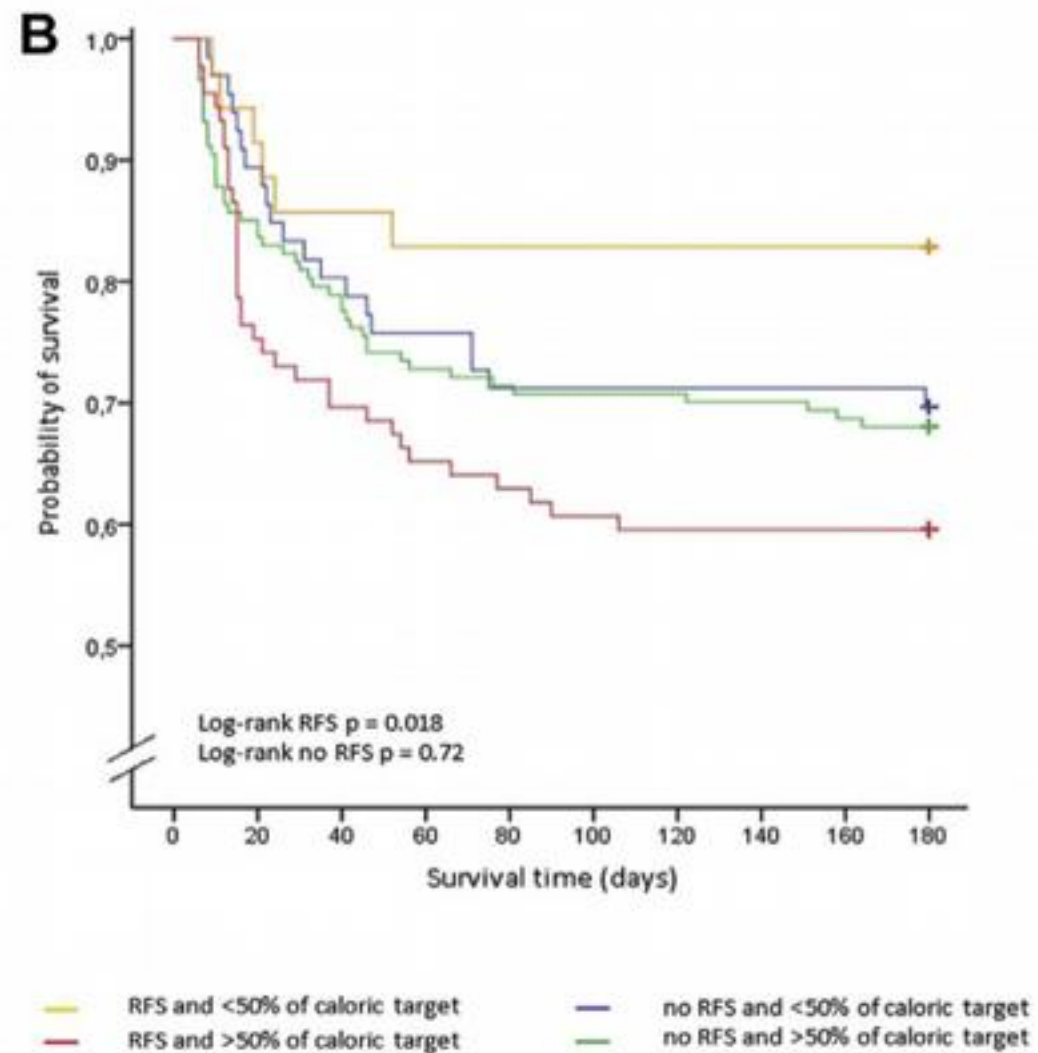 B
1,0
0,9
0,8
0,7
0,6
0,5
Probability of survival
Log-rank RFS p = 0.018
Log-rank no RFS p = 0.72
0 20 40 60 80 100 120 140 160 180
Survival time (days)
RFS and <50% of caloric target
no RFS and <50% of caloric target
RFS and >50% of caloric target
no RFS and >50% of caloric target